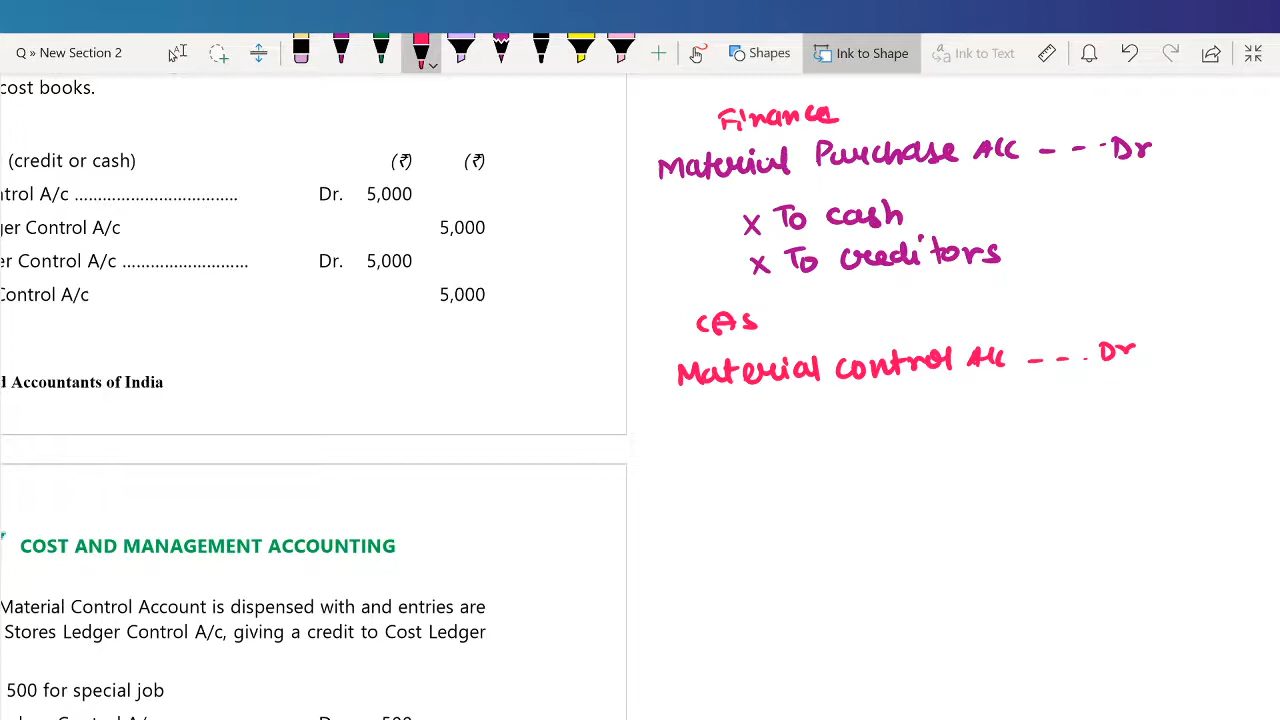 Q » New Section 2
Shapes
Ink to Shape
Ink to Text
cost books.
(credit or cash) (₹) (₹)
ntrol A/c ...................................... Dr. 5,000
ger Control A/c 5,000
er Control A/c .............................. Dr. 5,000
Control A/c 5,000
d Accountants of India
COST AND MANAGEMENT ACCOUNTING
Material Control Account is dispensed with and entries are
Stores Ledger Control A/c, giving a credit to Cost Ledger
500 for special job
Control A/c Dr. 500
Finance
Material Purchase A/c - - - Dr
x To cash
x To creditors
CAS
Material control A/c - - - Dr